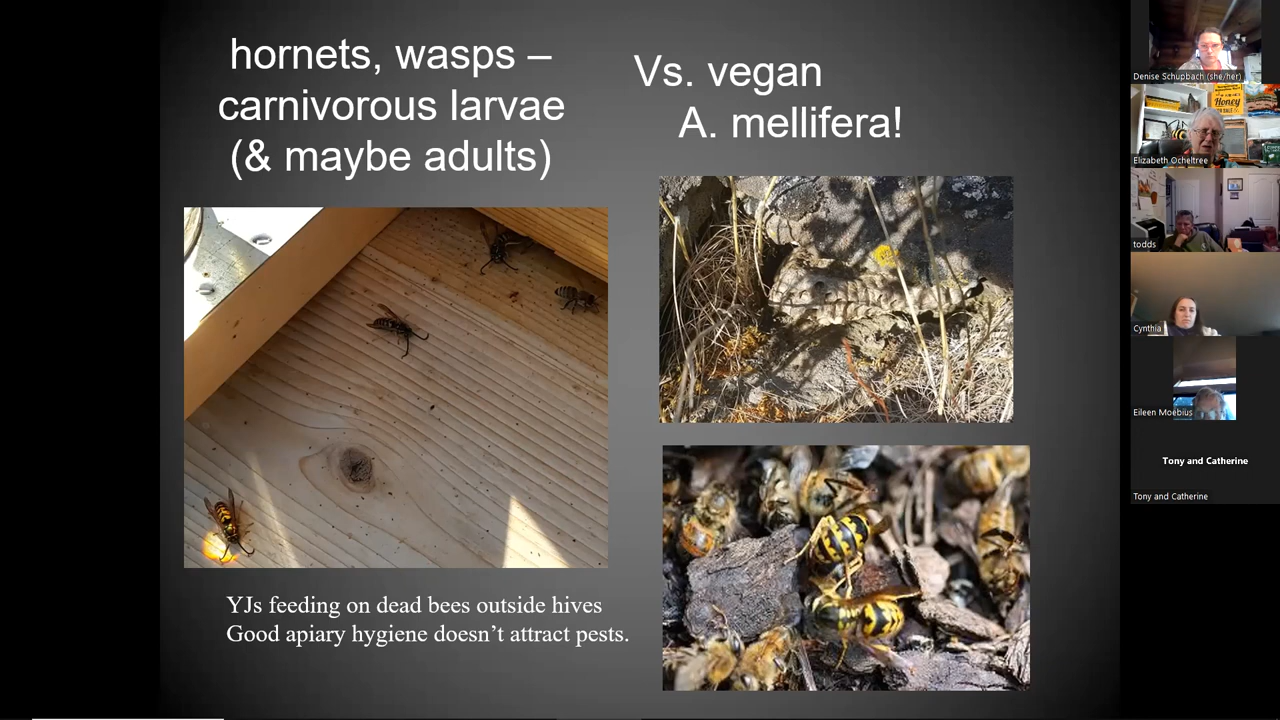 hornets, wasps –
carnivorous larvae
(& maybe adults)
Vs. vegan
A. mellifera!
YJs feeding on dead bees outside hives
Good apiary hygiene doesn't attract pests.
Denise Schupbach (she/her)
Honey
Elizabeth Ocheltree
todds
Cynthia
Eileen Moebius
Tony and Catherine
Tony and Catherine